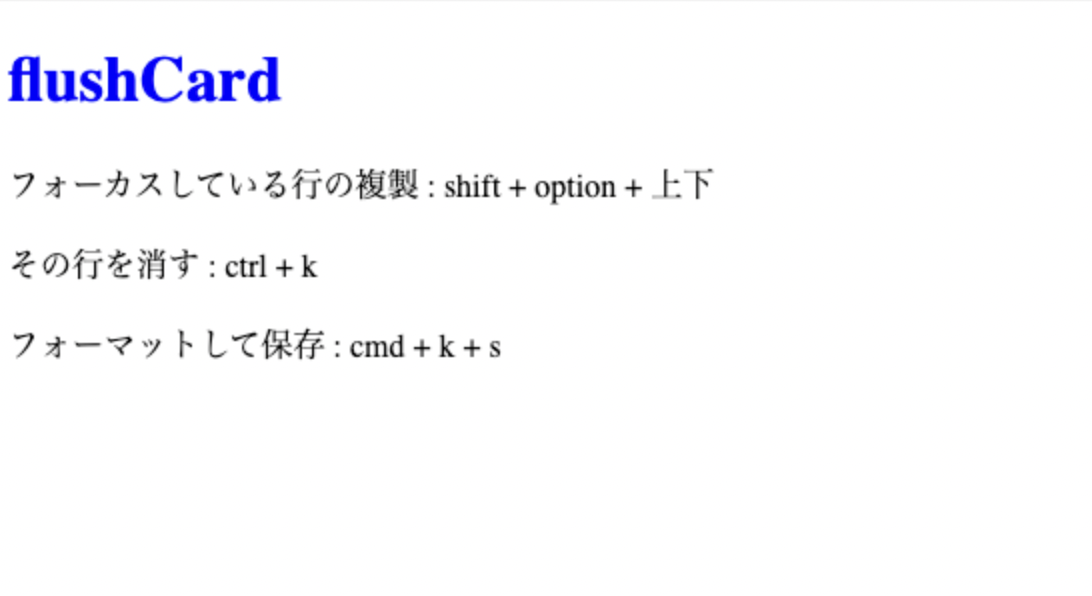 flushCard
フォーカスしている行の複製 : shift + option + 上下
その行を消す : ctrl + k
フォーマットして保存 : cmd + k + s